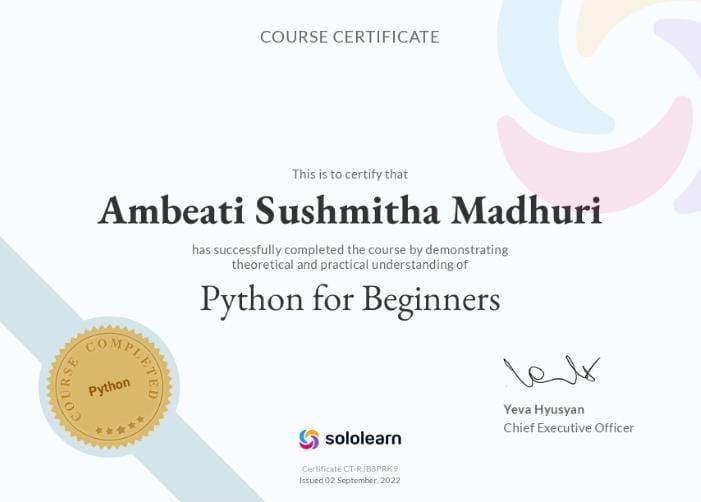 COURSE CERTIFICATE
This is to certify that
Ambeati Sushmitha Madhuri
has successfully completed the course by demonstrating
theoretical and practical understanding of
Python for Beginners
COURSE COMPLETED
Python
Yeva Hyusyan
Chief Executive Officer
sololearn
Certificate CT-RJB8PRK9
Issued 02 September, 2022